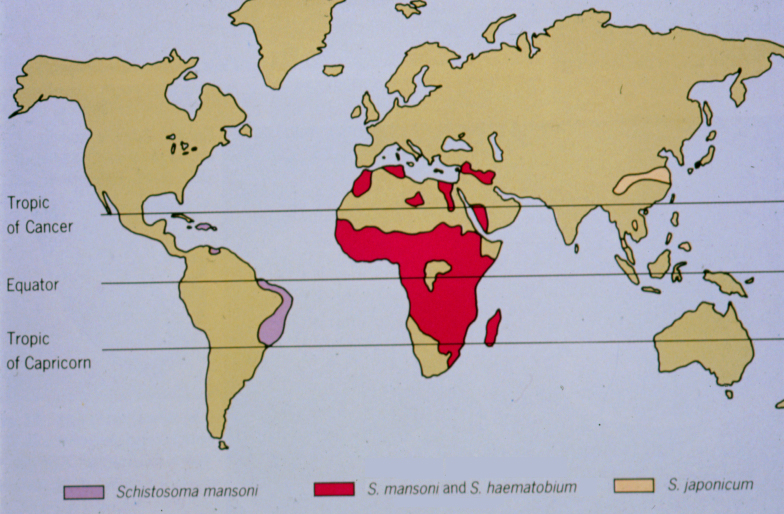 Tropic
of Cancer
Equator
Tropic
of Capricorn
Schistosoma mansoni
S. mansoni and S. haematobium
S. japonicum